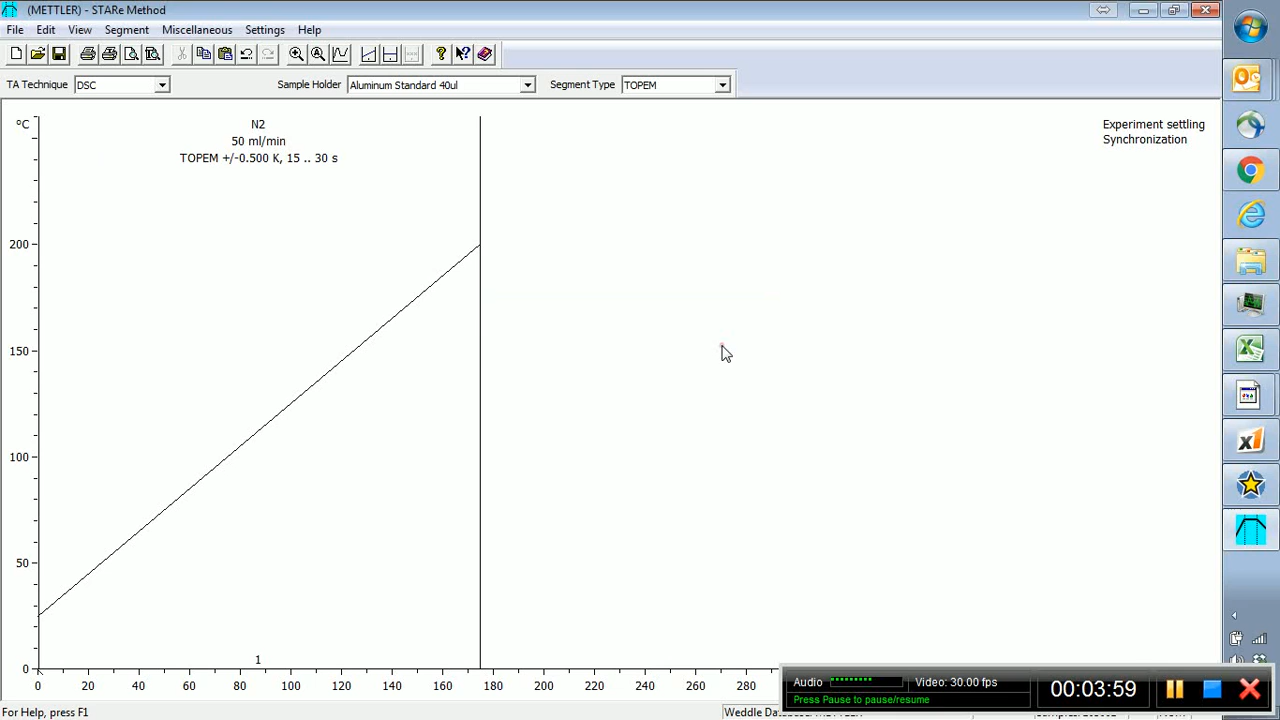 (METTLER) - STARe Method
File Edit View Segment Miscellaneous Settings Help
TA Technique DSC Sample Holder Aluminum Standard 40ul Segment Type TOPEM
ºC
N2
50 ml/min
TOPEM +/-0.500 K, 15 .. 30 s
Experiment settling
Synchronization
200
150
100
50
0
1
0 20 40 60 80 100 120 140 160 180 200 220 240 260 280
Audio Video: 30.00 fps
Press Pause to pause/resume
00:03:59
For Help, press F1